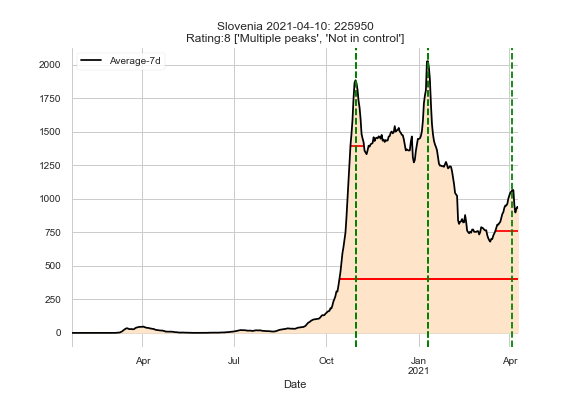 Slovenia 2021-04-10: 225950
Rating:8 ['Multiple peaks', 'Not in control']
Average-7d
2000
1750
1500
1250
1000
750
500
250
0
Apr
Jul
Oct
Jan
2021
Apr
Date